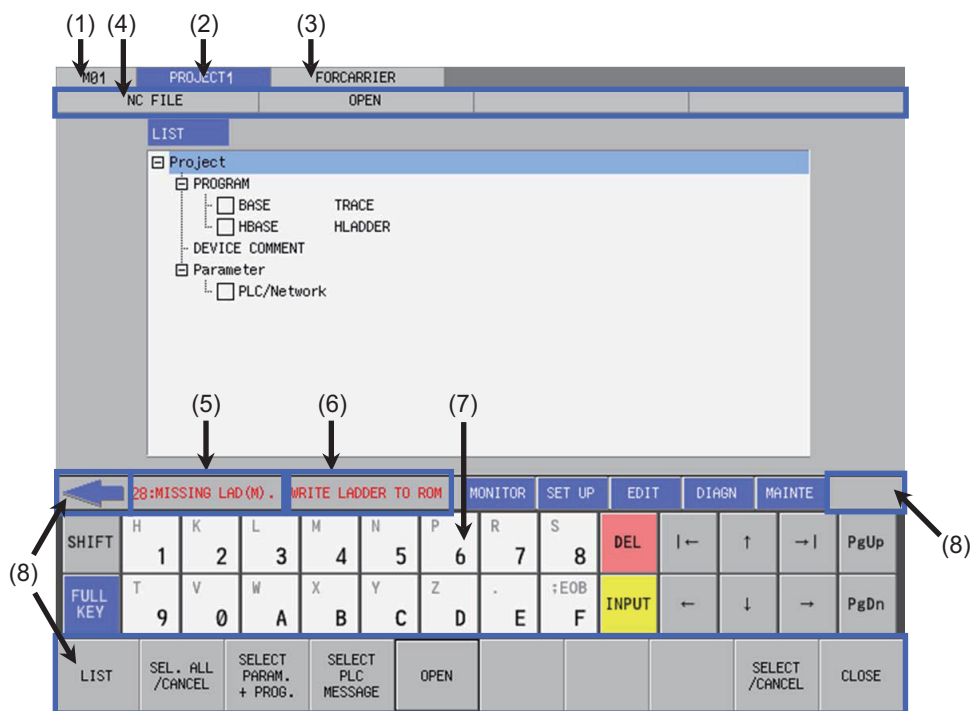 (1) (4) (2) (3)
M01 PROJECT1 FORCARRIER
NC FILE OPEN
LIST
Project
PROGRAM
BASE TRACE
HBASE HLADDER
DEVICE COMMENT
Parameter
PLC/Network
(5) (6) (7)
28:MISSING LAD(M). WRITE LADDER TO ROM MONITOR SET UP EDIT DIAGN MAINTE
(8)
(8)
SHIFT H 1 K 2 L 3 M 4 N 5 P 6 R 7 S 8 DEL |← ↑ →| PgUp
FULL KEY T 9 V 0 W A X B Y C Z D . E ;EOB F INPUT ← ↓ → PgDn
LIST SEL. ALL /CANCEL SELECT PARAM. + PROG. SELECT PLC MESSAGE OPEN SELECT /CANCEL CLOSE